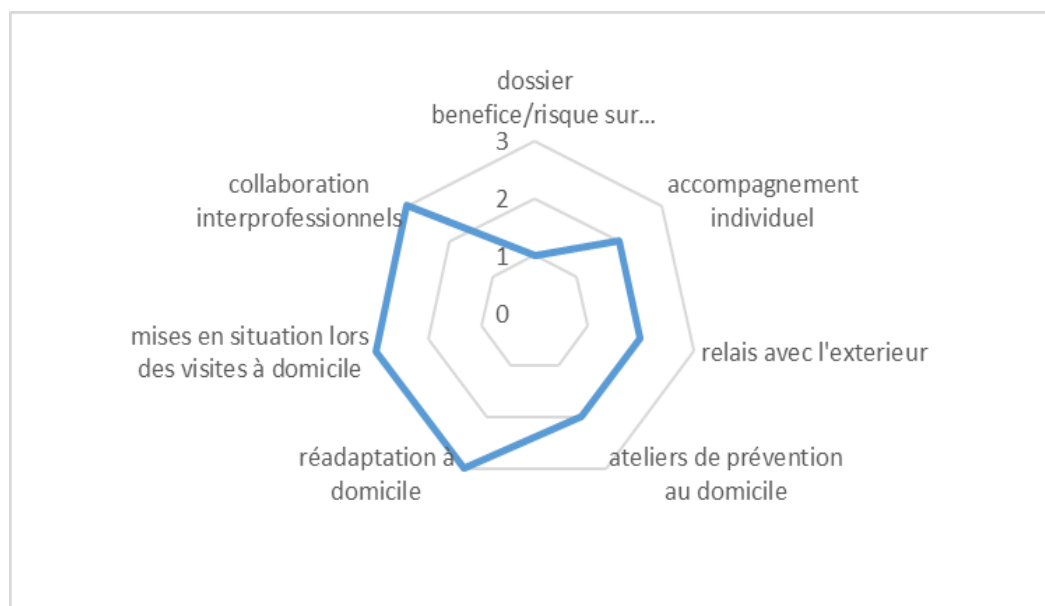 dossier
benefice/risque sur...
3
2
1
0
accompagnement
individuel
relais avec l'exterieur
ateliers de prévention
au domicile
réadaptation à
domicile
mises en situation lors
des visites à domicile
collaboration
interprofessionnels